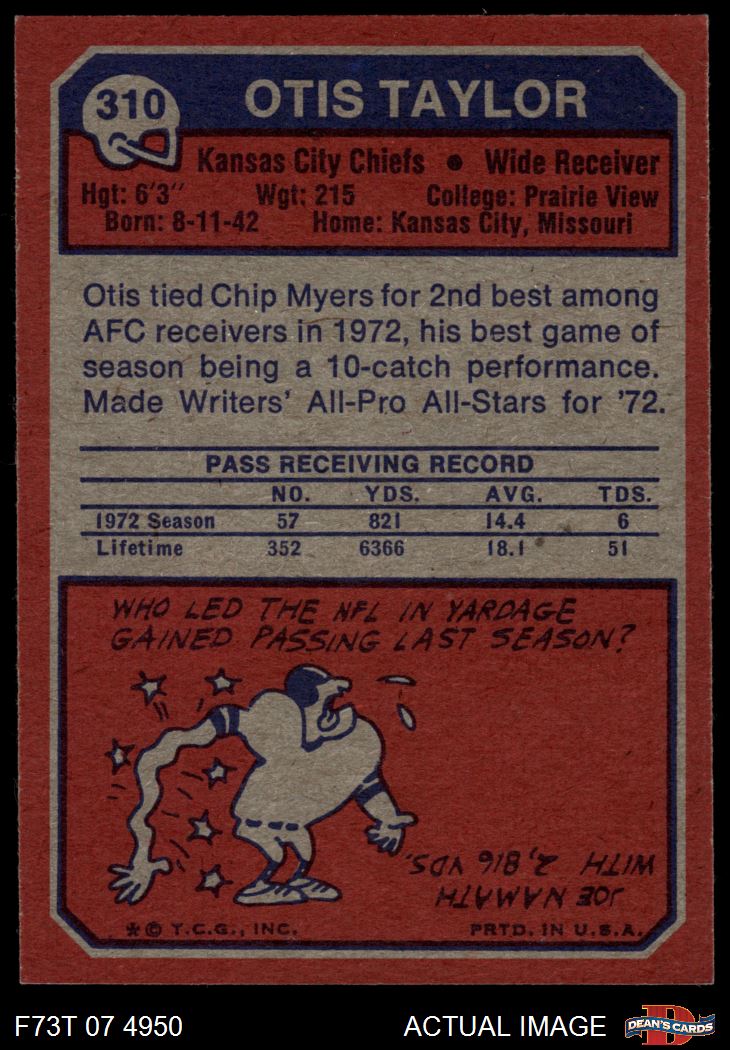 310
OTIS TAYLOR
Kansas City Chiefs • Wide Receiver
Hgt: 6'3" Wgt: 215 College: Prairie View
Born: 8-11-42 Home: Kansas City, Missouri
Otis tied Chip Myers for 2nd best among
AFC receivers in 1972, his best game of
season being a 10-catch performance.
Made Writers' All-Pro All-Stars for '72.
PASS RECEIVING RECORD
NO. YDS. AVG. TDS.
1972 Season 57 821 14.4 6
Lifetime 352 6366 18.1 51
WHO LED THE NFL IN YARDAGE
GAINED PASSING LAST SEASON?
JOE NAMATH
WITH 2,816 YDS.
*© T.C.G., INC. PRTD. IN U.S.A.
F73T 07 4950 ACTUAL IMAGE
D
DEAN'S CARDS